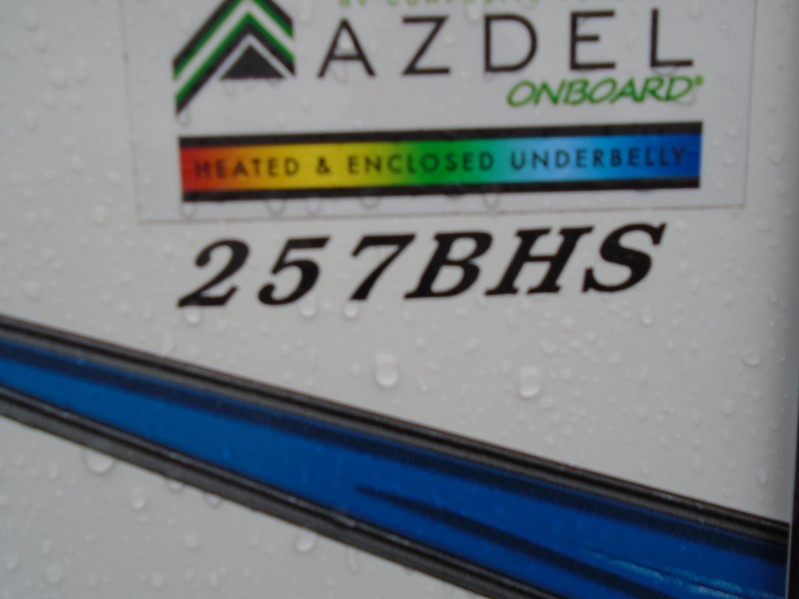 AZDEL
ONBOARD®
HEATED & ENCLOSED UNDERBELLY
257BHS